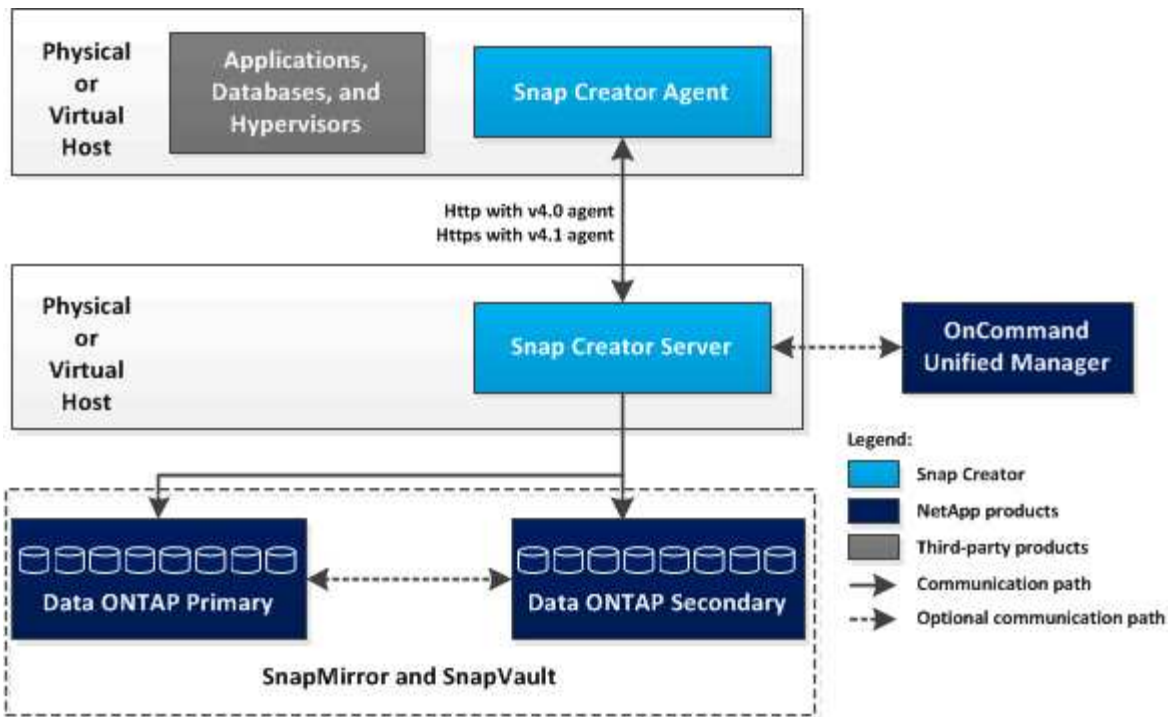 Physical
or
Virtual
Host
Applications,
Databases, and
Hypervisors
Snap Creator Agent
Http with v4.0 agent
Https with v4.1 agent
Physical
or
Virtual
Host
Snap Creator Server
OnCommand
Unified Manager
Legend:
Snap Creator
NetApp products
Third-party products
Communication path
Optional communication path
Data ONTAP Primary
Data ONTAP Secondary
SnapMirror and SnapVault